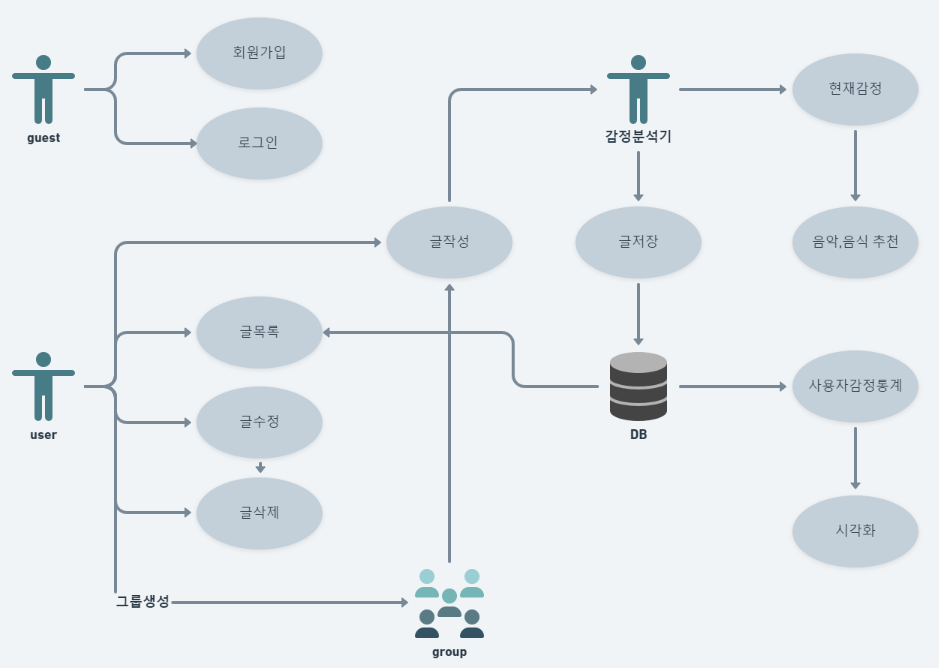 회원가입
guest
로그인
감정분석기
현재감정
글작성
글저장
음악,음식 추천
글목록
user
글수정
DB
사용자감정통계
글삭제
시각화
그룹생성
group